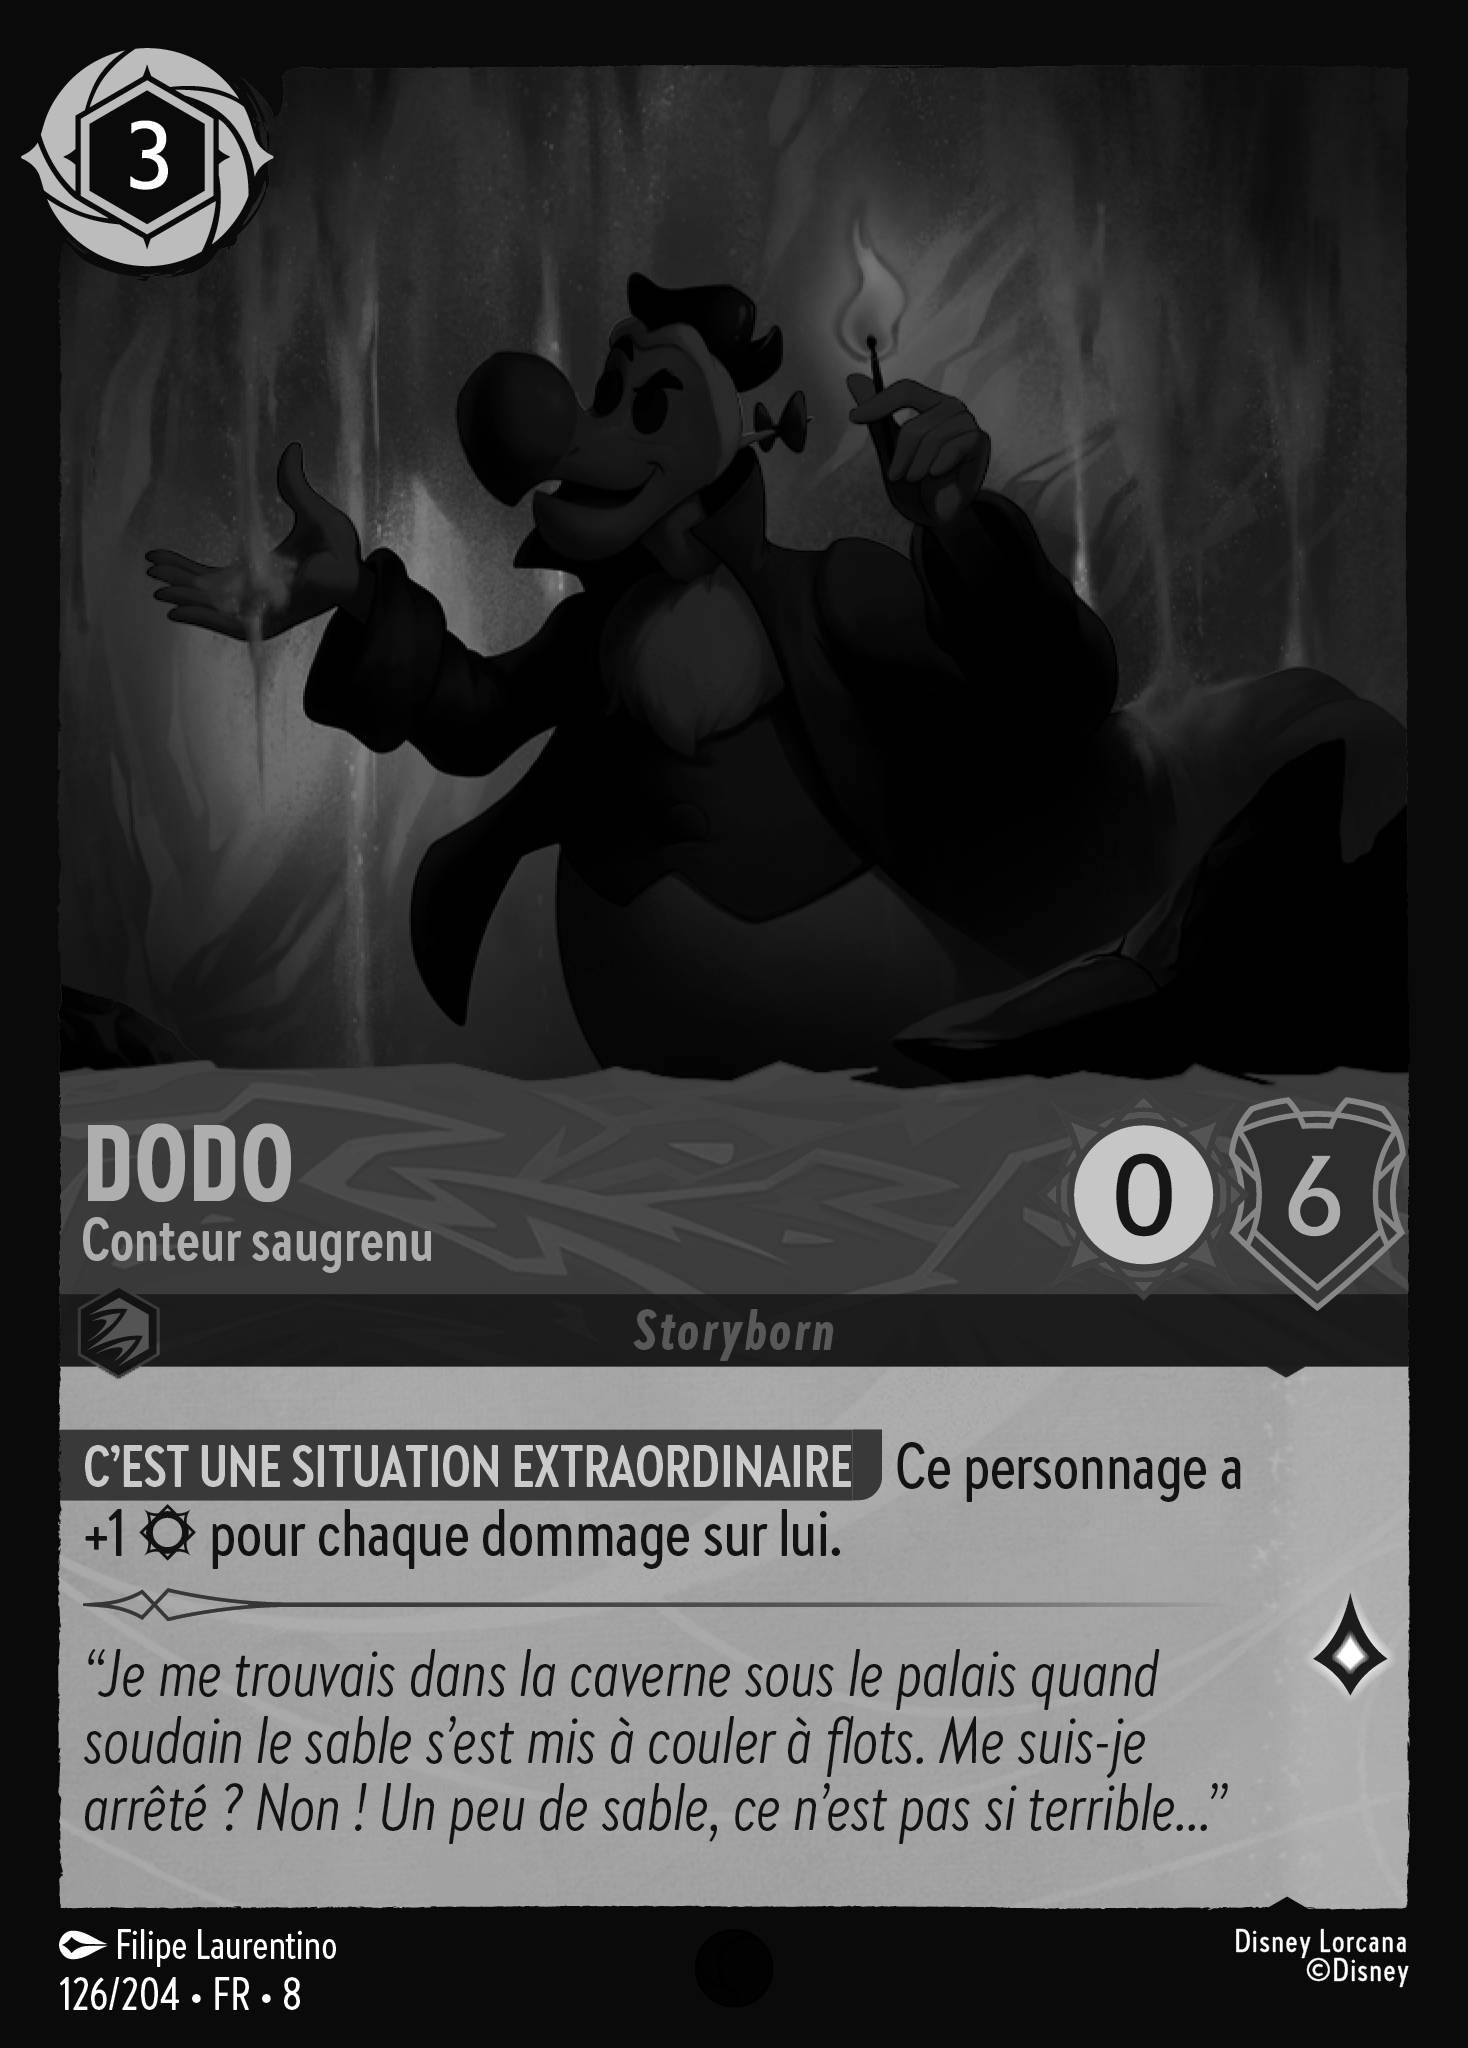 3
DODO
Conteur saugrenu
0
6
Storyborn
C’EST UNE SITUATION EXTRAORDINAIRE Ce personnage a
+1 pour chaque dommage sur lui.
“Je me trouvais dans la caverne sous le palais quand
soudain le sable s’est mis à couler à flots. Me suis-je
arrêté ? Non ! Un peu de sable, ce n’est pas si terrible...”
Filipe Laurentino
126/204 • FR • 8
Disney Lorcana
©Disney